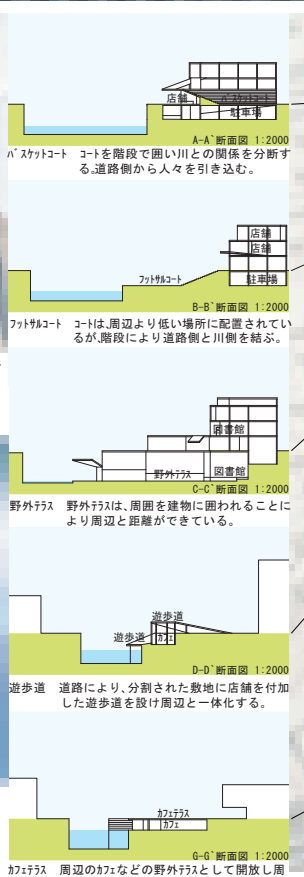 店舗
バスケットコート
駐車場
A-A`断面図 1:2000
バスケットコート コートを階段で囲い川との関係を分断す
る。道路側から人々を引き込む。
店舗
店舗
フットサルコート
駐車場
B-B`断面図 1:2000
フットサルコート コートは、周辺より低い場所に配置されてい
るが、階段により道路側と川側を結ぶ。
図書館
野外テラス
図書館
C-C`断面図 1:2000
野外テラス 野外テラスは、周囲を建物に囲われることに
より周辺と距離ができている。
遊歩道
遊歩道
カフェ
D-D`断面図 1:2000
遊歩道 道路により、分割された敷地に店舗を付加
した遊歩道を設け周辺と一体化する。
カフェテラス
カフェ
G-G`断面図 1:2000
カフェテラス 周辺のカフェなどの野外テラスとして開放し周